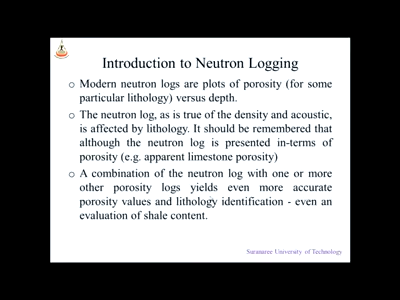 Introduction to Neutron Logging
o Modern neutron logs are plots of porosity (for some
particular lithology) versus depth.
o The neutron log, as is true of the density and acoustic,
is affected by lithology. It should be remembered that
although the neutron log is presented in-terms of
porosity (e.g. apparent limestone porosity)
o A combination of the neutron log with one or more
other porosity logs yields even more accurate
porosity values and lithology identification - even an
evaluation of shale content.
Suranaree University of Technology